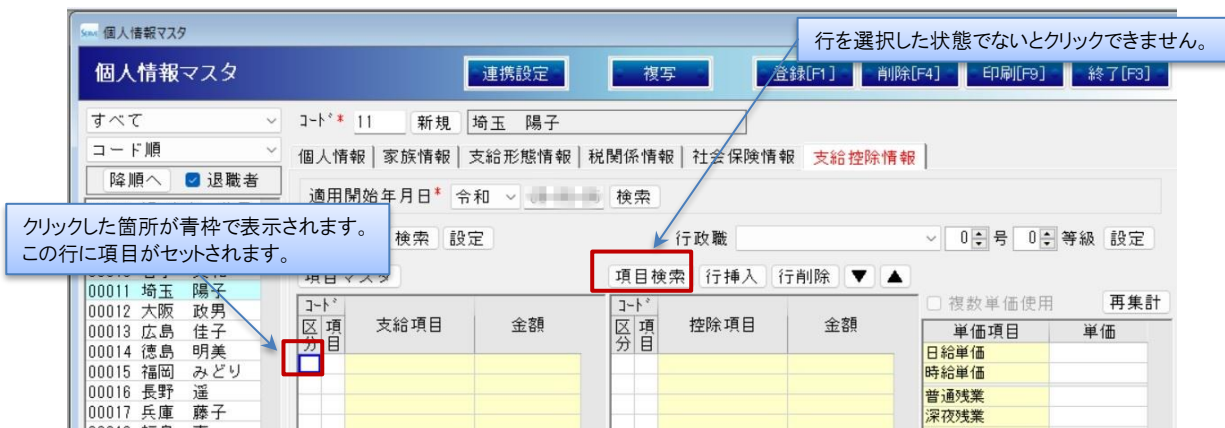 個人情報マスタ
行を選択した状態でないとクリックできません。
個人情報マスタ
連携設定 複写 登録[F1] 削除[F4] 印刷[F9] 終了[F3]
すべて
コード順
降順へ 退職者
コード* 11 新規 埼玉 陽子
個人情報 家族情報 支給形態情報 税関係情報 社会保険情報 支給控除情報
適用開始年月日* 令和 検索
クリックした箇所が青枠で表示されます。
この行に項目がセットされます。
検索 設定 行政職 0 号 0 等級 設定
項目マスタ 項目検索 行挿入 行削除 ▼ ▲
複数単価使用 再集計
コード 区分 項目 支給項目 金額
コード 区分 項目 控除項目 金額
単価項目 単価
日給単価
時給単価
普通残業
深夜残業
00011 埼玉 陽子
00012 大阪 政男
00013 広島 佳子
00014 徳島 明美
00015 福岡 みどり
00016 長野 遥
00017 兵庫 藤子